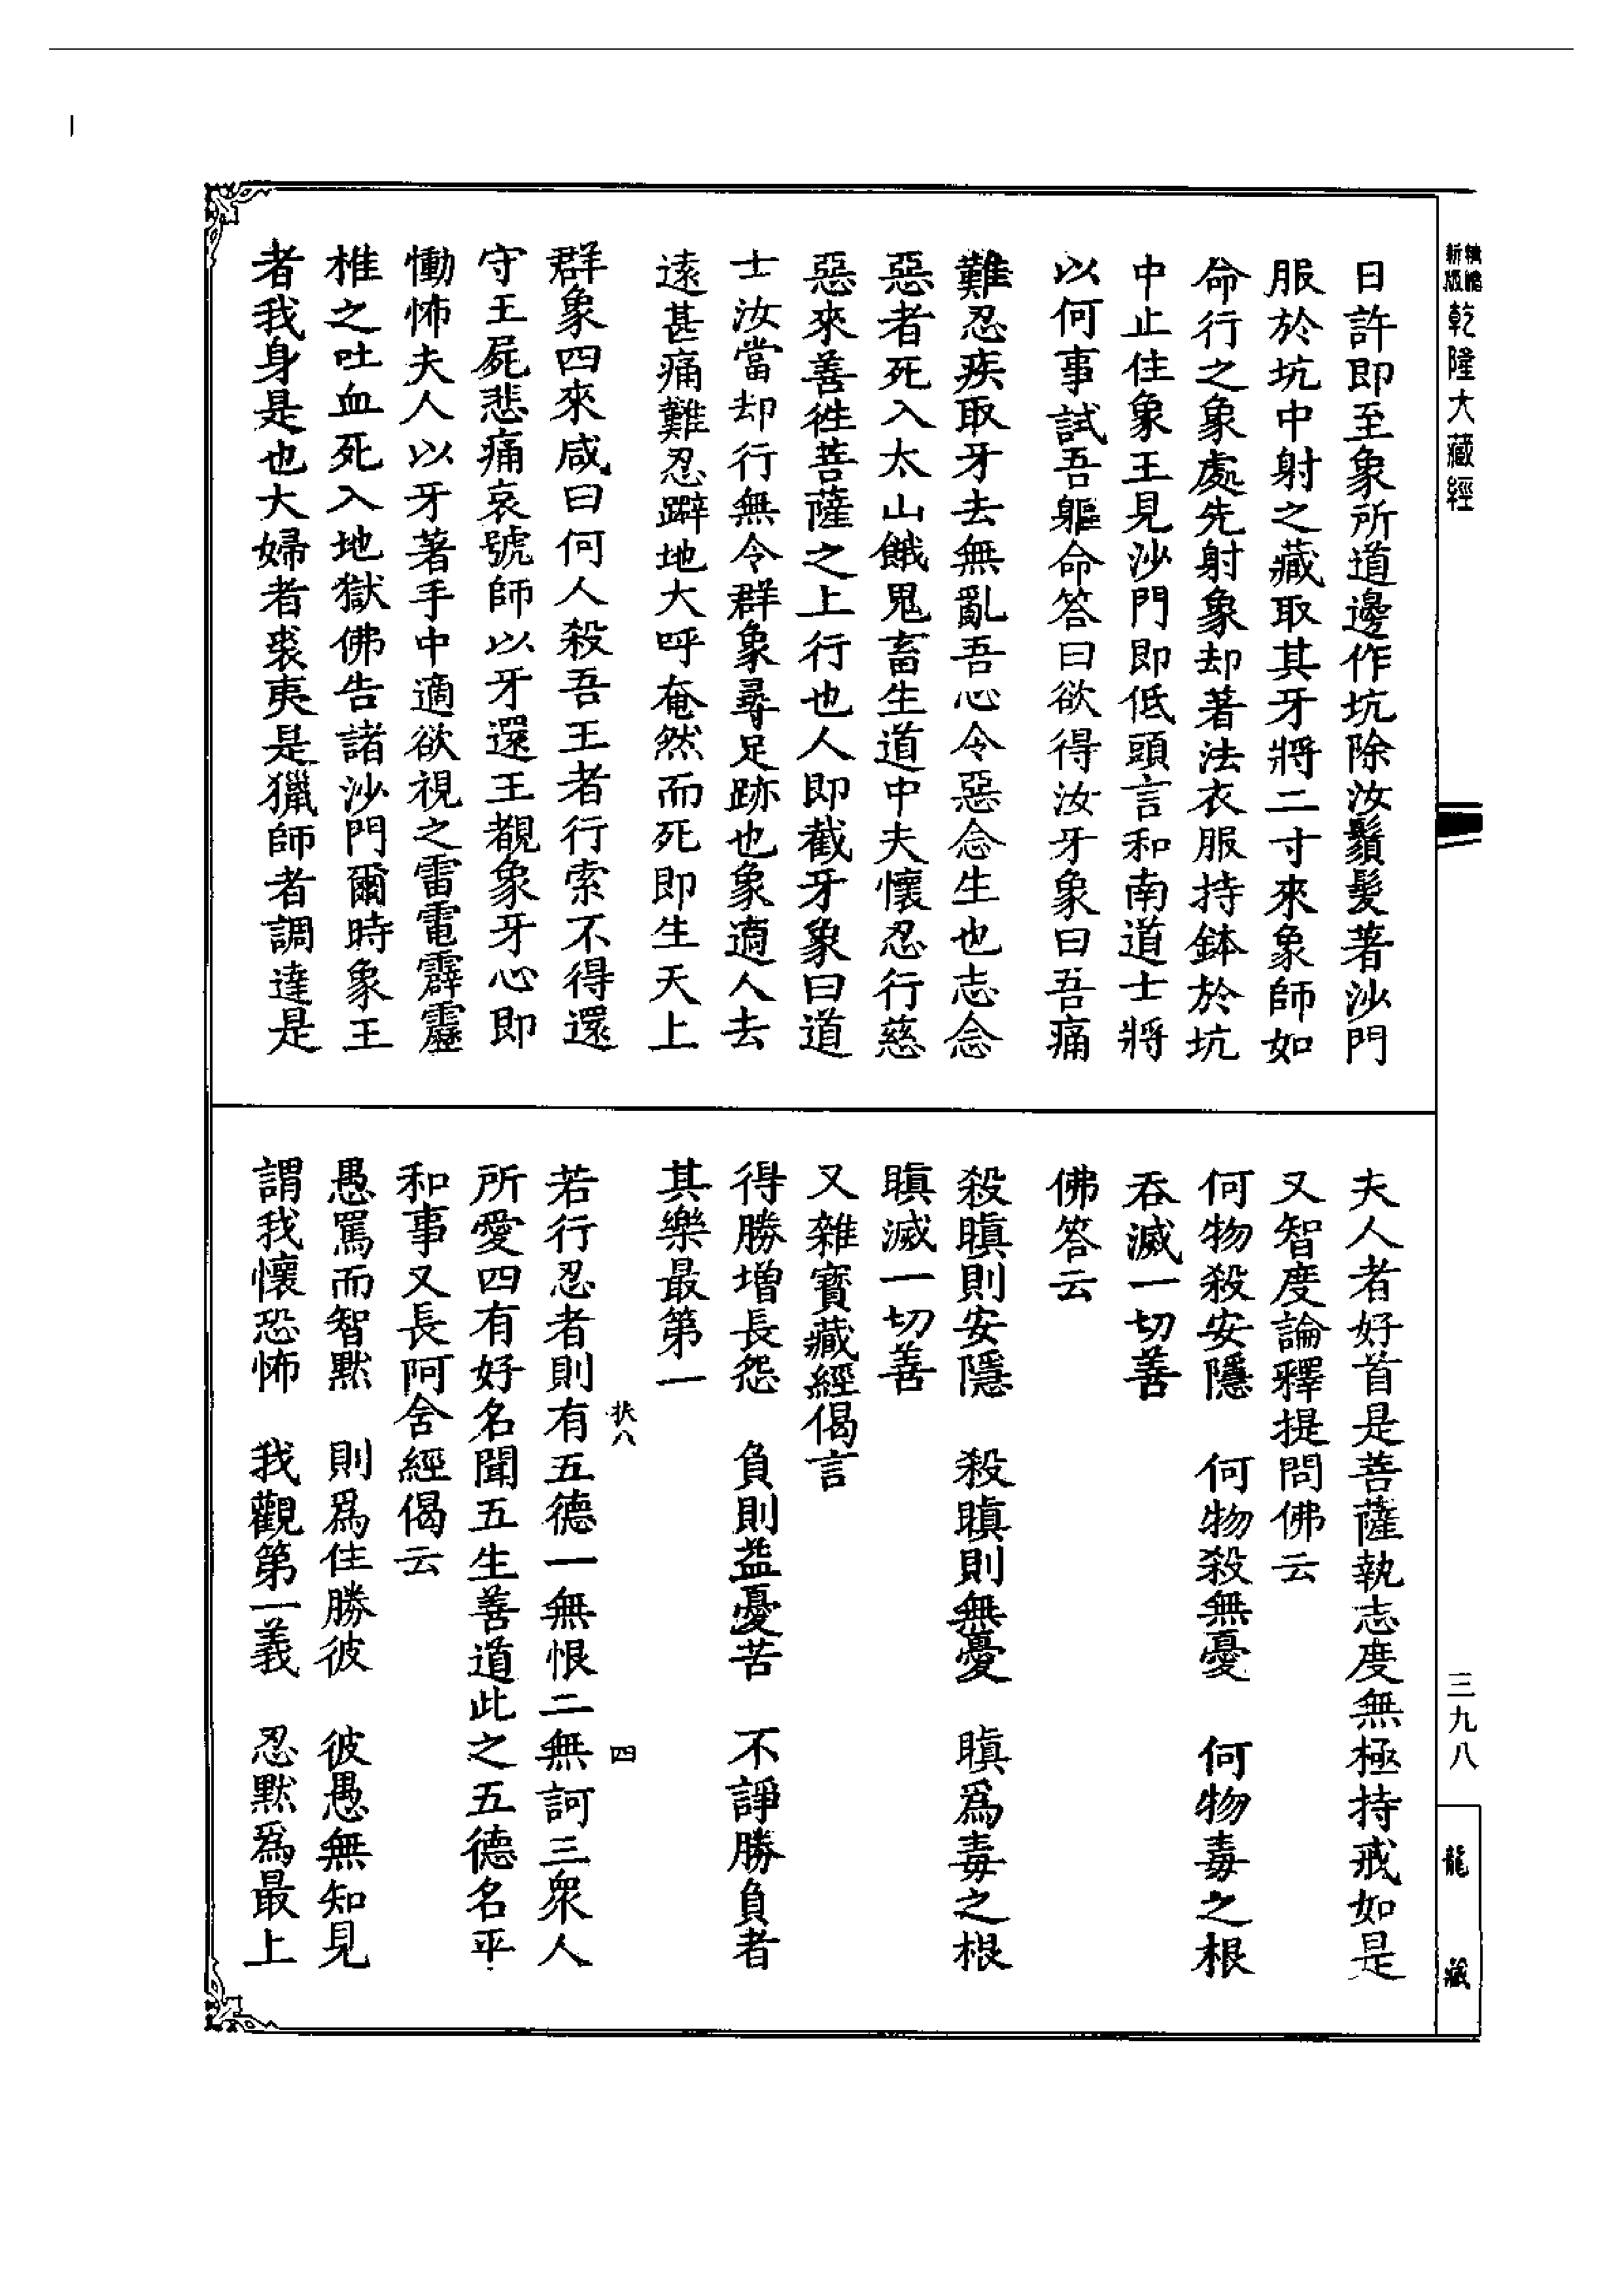 新版
精縮
乾隆大藏經
日許即至象所道邊作坑除汝鬚髮著沙門
服於坑中射之藏取其牙將二寸來象師如
命行之象處先射象却著法衣服持鉢於坑
中止住象王見沙門即低頭言和南道士將
以何事試吾軀命答曰欲得汝牙象曰吾痛
難忍疾取牙去無亂吾心令惡念生也志念
惡者死入太山餓鬼畜生道中夫懷忍行慈
惡來善徃菩薩之上行也人即截牙象曰道
士汝當却行無令群象尋足跡也象適人去
遠甚痛難忍躃地大呼奄然而死即生天上
群象四來咸曰何人殺吾王者行索不得還
守王屍悲痛哀號師以牙還王覩象牙心即
慟怖夫人以牙著手中適欲視之雷電霹靂
椎之吐血死入地獄佛告諸沙門爾時象王
者我身是也大婦者裘夷是獵師者調達是
夫人者好首是菩薩執志度無極持戒如是
又智度論釋提問佛云
何物殺安隱　何物殺無憂　何物毒之根
吞滅一切善
佛答云
殺瞋則安隱　殺瞋則無憂　瞋爲毒之根
瞋滅一切善
又雜寶藏經偈言
得勝增長怨　負則益憂苦　不諍勝負者
其樂最第一
扶八　四
若行忍者則有五德一無恨二無訶三衆人
所愛四有好名聞五生善道此之五德名平
和事又長阿含經偈云
愚罵而智默　則爲住勝彼　彼愚無知見
謂我懷恐怖　我觀第一義　忍默爲最上
三九八
龍藏